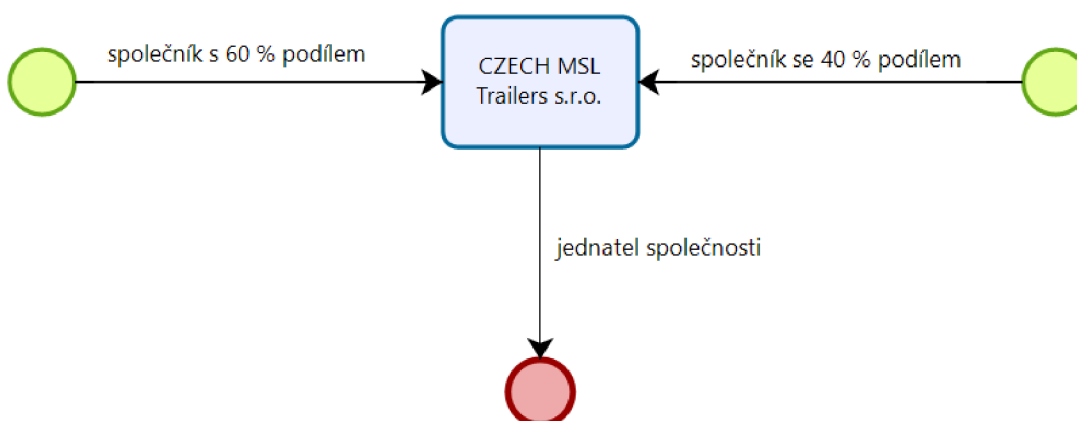 společník s 60 % podílem
CZECH MSL
Trailers s.r.o.
společník se 40 % podílem
jednatel společnosti